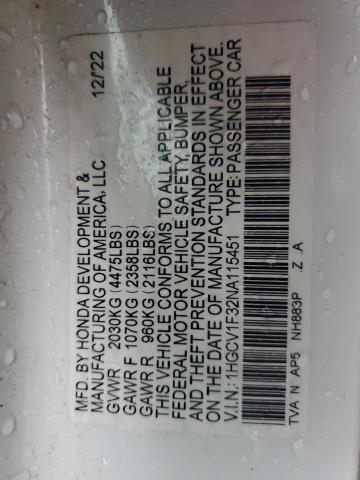 MFD. BY HONDA DEVELOPMENT & 12/22
MANUFACTURING OF AMERICA, LLC
GVWR 2030KG (4475LBS)
GAWR F 1070KG (2358LBS)
GAWR R 960KG (2116LBS)
THIS VEHICLE CONFORMS TO ALL APPLICABLE
FEDERAL MOTOR VEHICLE SAFETY, BUMPER,
AND THEFT PREVENTION STANDARDS IN EFFECT
ON THE DATE OF MANUFACTURE SHOWN ABOVE.
V.I.N.: 1HGCV1F32NA115451 TYPE: PASSENGER CAR
TVA N AP5 NH883P .Z .A